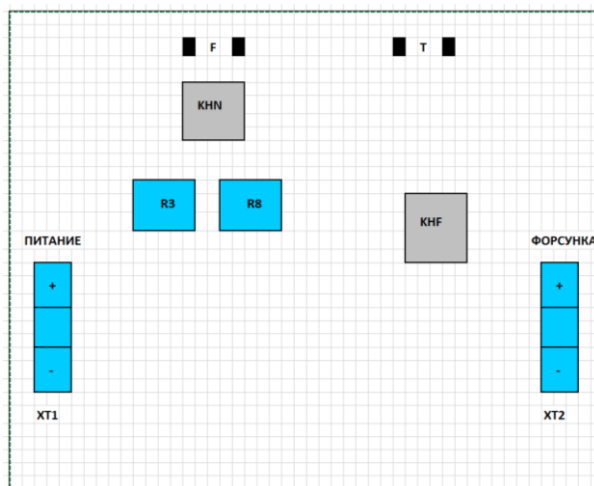 F
T
KHN
R3
R8
KHF
ПИТАНИЕ
ФОРСУНКА
+
+
-
-
XT1
XT2